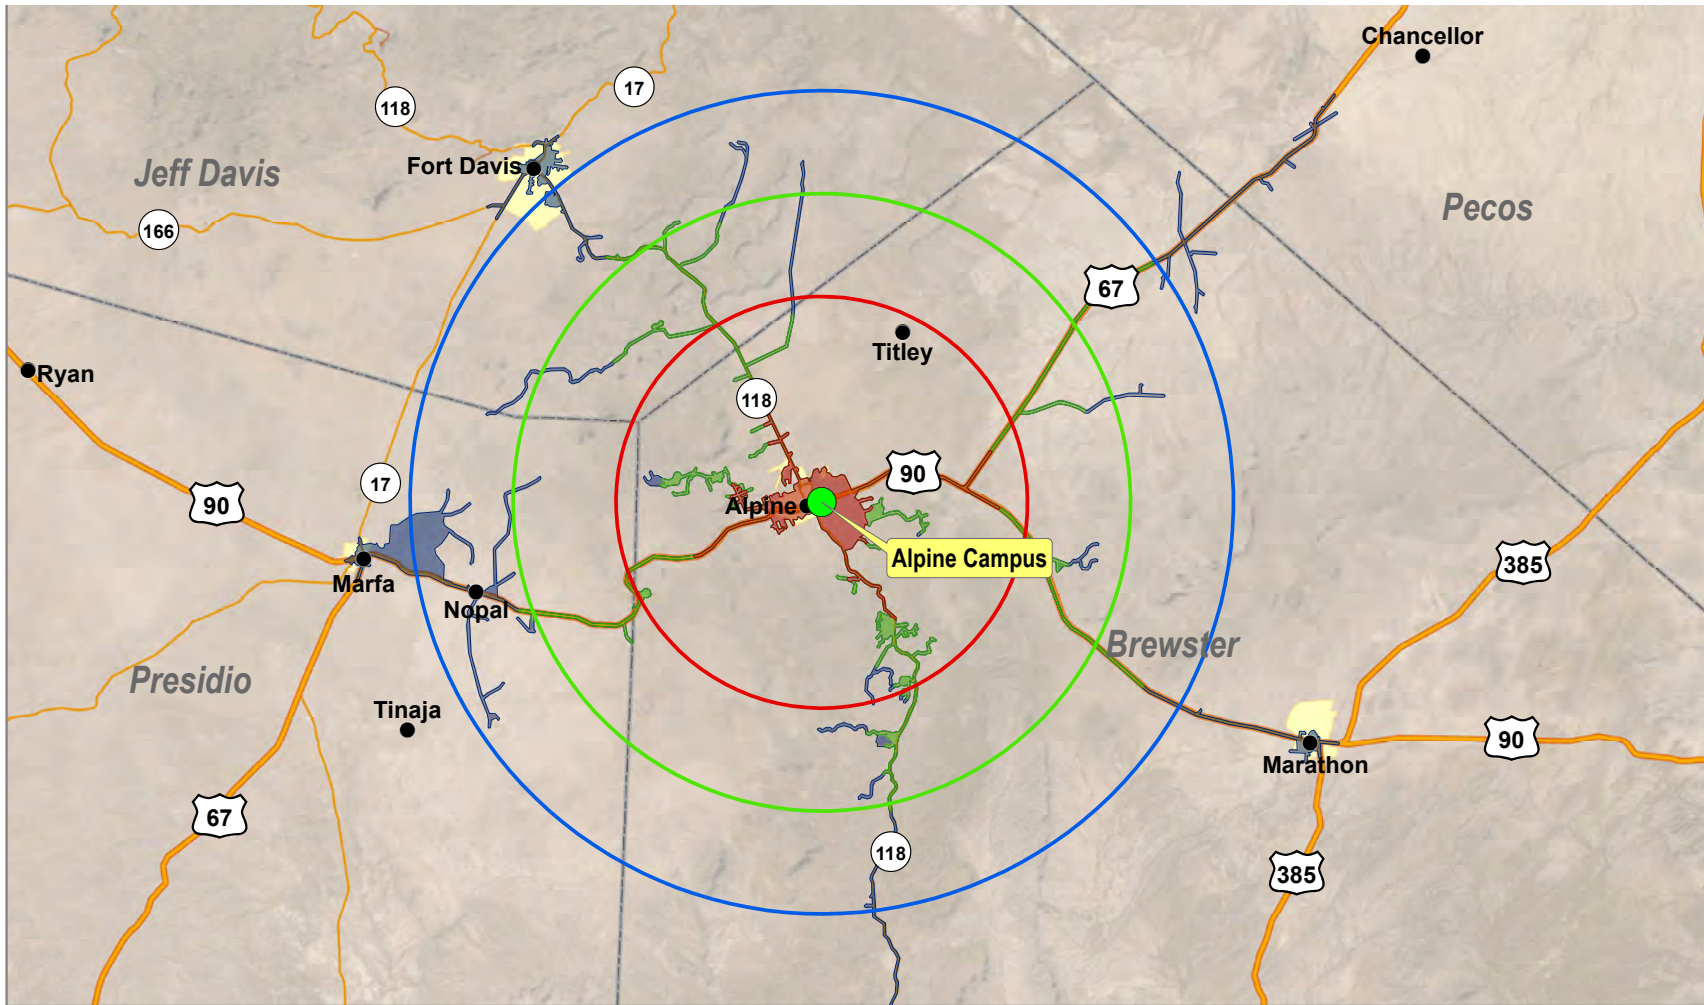 Chancellor
17
118
Fort Davis
Jeff Davis
Pecos
166
67
Titley
Ryan
118
90
17
90
Alpine
Alpine Campus
385
Marfa
Nopal
Brewster
Presidio
Tinaja
90
Marathon
67
118
385